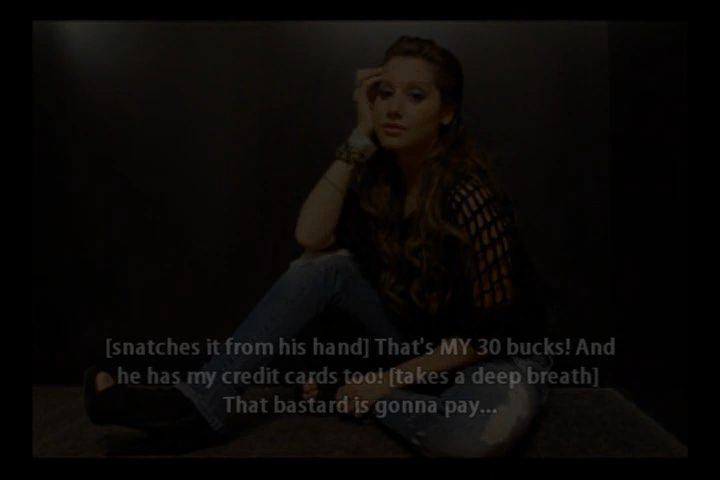 [snatches it from his hand] That's MY 30 bucks! And
he has my credit cards too! [takes a deep breath]
That bastard is gonna pay...